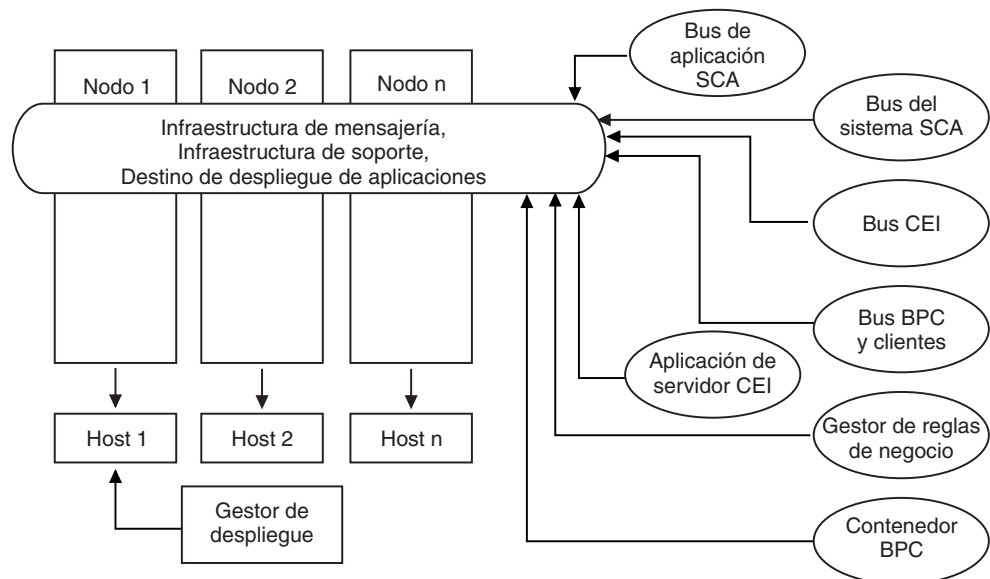 Nodo 1
Nodo 2
Nodo n
Infraestructura de mensajería,
Infraestructura de soporte,
Destino de despliegue de aplicaciones
Bus de
aplicación
SCA
Bus del
sistema SCA
Bus CEI
Bus BPC
y clientes
Aplicación de
servidor CEI
Gestor de reglas
de negocio
Contenedor
BPC
Host 1
Host 2
Host n
Gestor de
despliegue